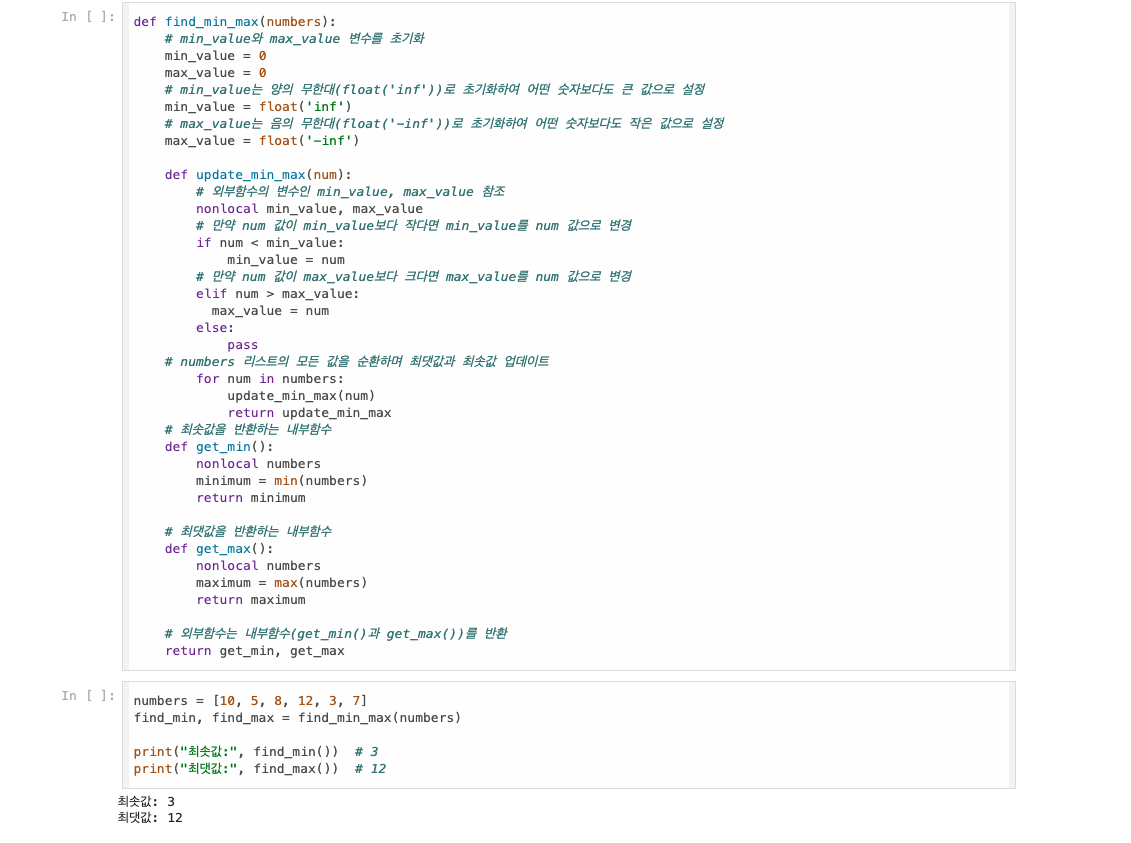 In [ ]:
def find_min_max(numbers):
    # min_value와 max_value 변수를 초기화
    min_value = 0
    max_value = 0
    # min_value는 양의 무한대(float('inf'))로 초기화하여 어떤 숫자보다도 큰 값으로 설정
    min_value = float('inf')
    # max_value는 음의 무한대(float('-inf'))로 초기화하여 어떤 숫자보다도 작은 값으로 설정
    max_value = float('-inf')

    def update_min_max(num):
        # 외부함수의 변수인 min_value, max_value 참조
        nonlocal min_value, max_value
        # 만약 num 값이 min_value보다 작다면 min_value를 num 값으로 변경
        if num < min_value:
            min_value = num
        # 만약 num 값이 max_value보다 크다면 max_value를 num 값으로 변경
        elif num > max_value:
          max_value = num
        else:
            pass
    # numbers 리스트의 모든 값을 순환하며 최댓값과 최솟값 업데이트
        for num in numbers:
            update_min_max(num)
            return update_min_max
    # 최솟값을 반환하는 내부함수
    def get_min():
        nonlocal numbers
        minimum = min(numbers)
        return minimum

    # 최댓값을 반환하는 내부함수
    def get_max():
        nonlocal numbers
        maximum = max(numbers)
        return maximum

    # 외부함수는 내부함수(get_min()과 get_max())를 반환
    return get_min, get_max
In [ ]:
numbers = [10, 5, 8, 12, 3, 7]
find_min, find_max = find_min_max(numbers)

print("최솟값:", find_min())  # 3
print("최댓값:", find_max())  # 12
최솟값: 3
최댓값: 12